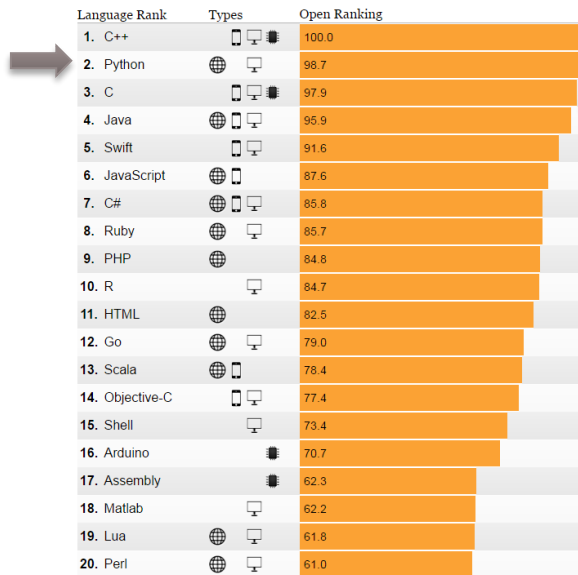 Language Rank Types Open Ranking
1. C++ 100.0
2. Python 98.7
3. C 97.9
4. Java 95.9
5. Swift 91.6
6. JavaScript 87.6
7. C# 85.8
8. Ruby 85.7
9. PHP 84.8
10. R 84.7
11. HTML 82.5
12. Go 79.0
13. Scala 78.4
14. Objective-C 77.4
15. Shell 73.4
16. Arduino 70.7
17. Assembly 62.3
18. Matlab 62.2
19. Lua 61.8
20. Perl 61.0